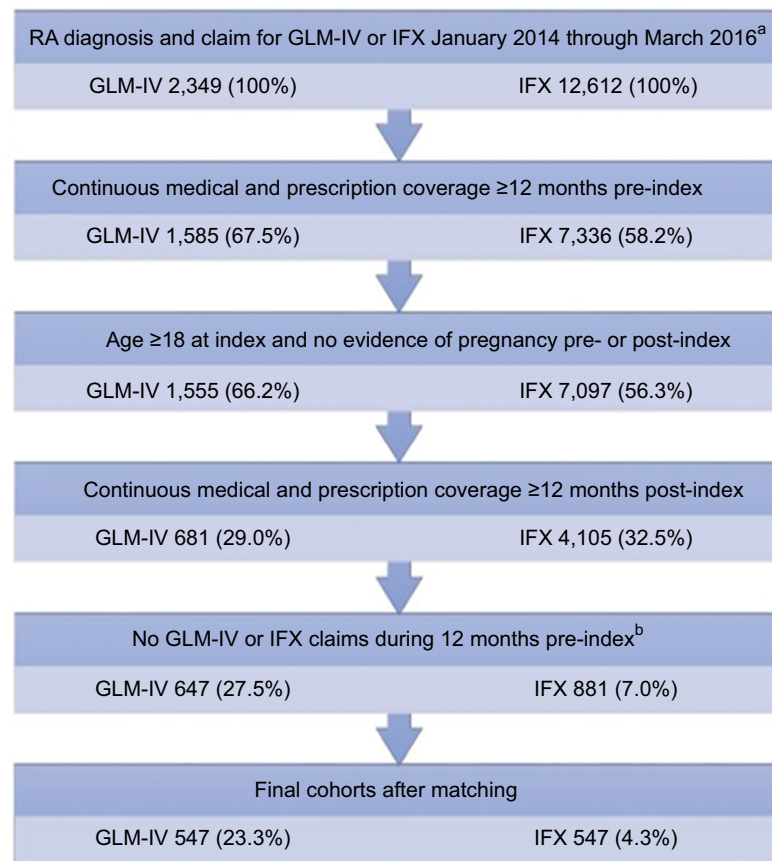 RA diagnosis and claim for GLM-IV or IFX January 2014 through March 2016ᵃ
GLM-IV 2,349 (100%) IFX 12,612 (100%)
Continuous medical and prescription coverage ≥12 months pre-index
GLM-IV 1,585 (67.5%) IFX 7,336 (58.2%)
Age ≥18 at index and no evidence of pregnancy pre- or post-index
GLM-IV 1,555 (66.2%) IFX 7,097 (56.3%)
Continuous medical and prescription coverage ≥12 months post-index
GLM-IV 681 (29.0%) IFX 4,105 (32.5%)
No GLM-IV or IFX claims during 12 months pre-indexᵇ
GLM-IV 647 (27.5%) IFX 881 (7.0%)
Final cohorts after matching
GLM-IV 547 (23.3%) IFX 547 (4.3%)